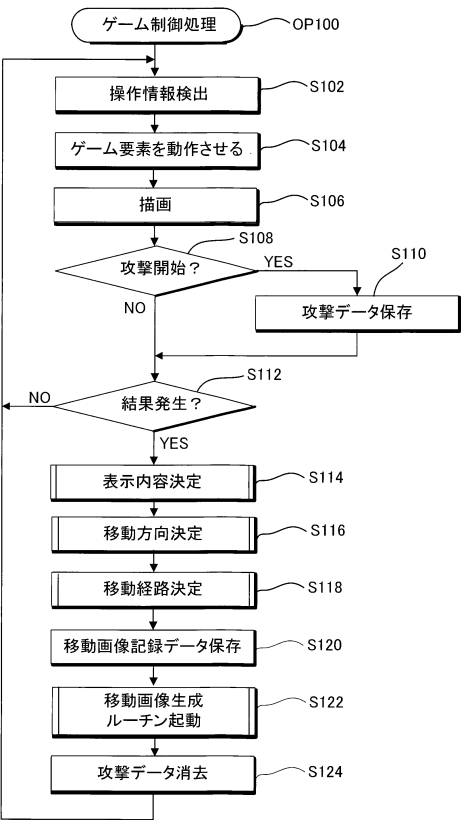 ゲーム制御処理
OP100
操作情報検出
S102
ゲーム要素を動作させる
S104
描画
S106
S108
攻撃開始?
YES
S110
攻撃データ保存
NO
S112
結果発生?
NO
YES
表示内容決定
S114
移動方向決定
S116
移動経路決定
S118
移動画像記録データ保存
S120
移動画像生成
ルーチン起動
S122
攻撃データ消去
S124